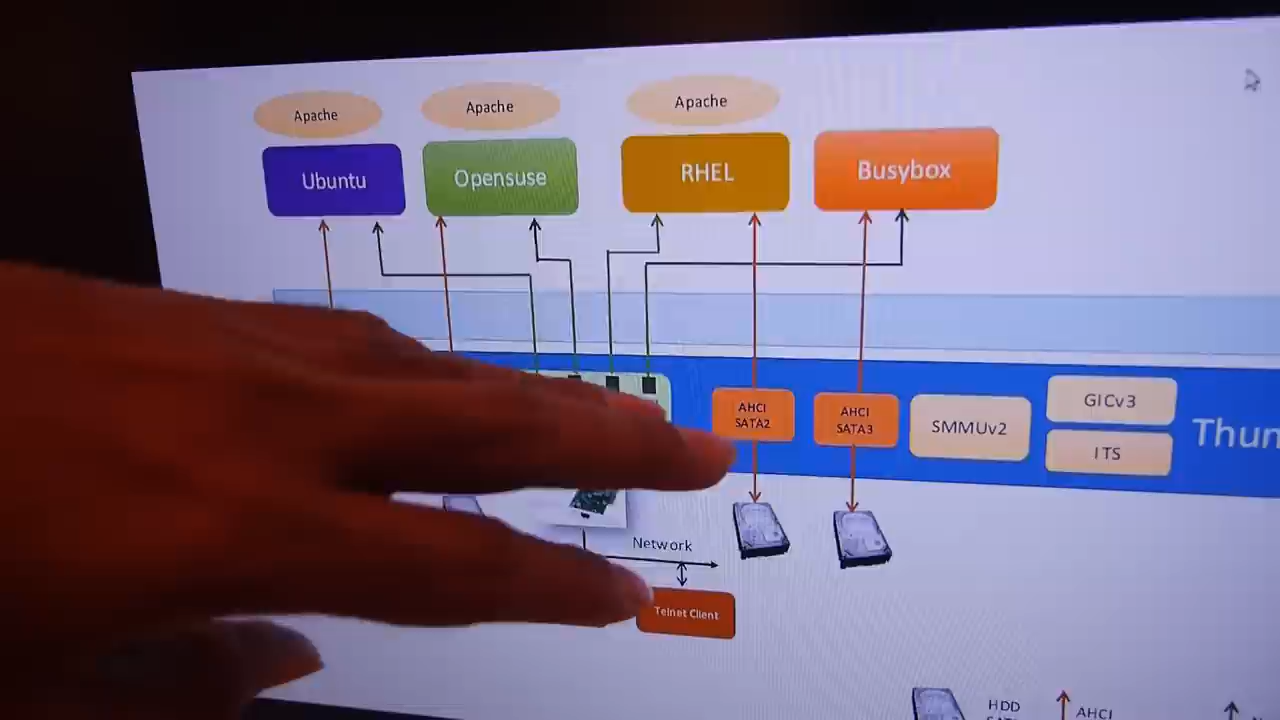 Apache
Apache
Apache
Ubuntu
Opensuse
RHEL
Busybox
AHCI
SATA2
AHCI
SATA3
SMMUv2
GICv3
ITS
Network
Telnet Client
HDD
AHCI